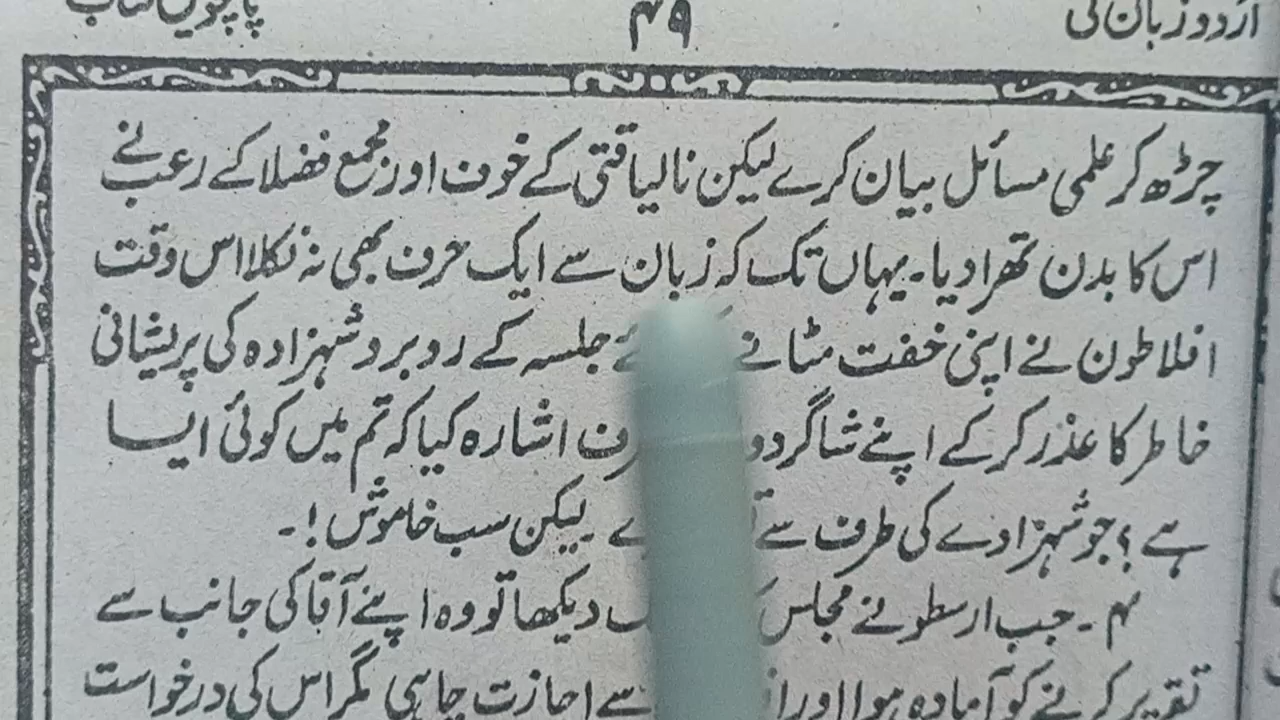 اردو زبان کی ۴۹ پانچویں کتاب
چڑھ کر علمی مسائل بیان کرے لیکن نالیاقتی کے خوف اور مجمع فضلا کے رعب نے
اس کا بدن تھرا دیا۔ یہاں تک کہ زبان سے ایک حرف بھی نہ نکلا اس وقت
افلاطون نے اپنی خفت مٹانے جلسہ کے روبرو شہزادہ کی پریشانی
خاطر کا عذر کر کے اپنے اشارہ کیا کہ تم میں کوئی ایسا
ہے؟ جو شہزادے کی طرف سے لیکن سب خاموش!۔
۴۔ جب ارسطو نے مجلس دیکھا تو وہ اپنے آقا کی جانب سے
تقریر کرنے کو آمادہ ہوا اور سے اجازت چاہی مگر اس کی درخواست